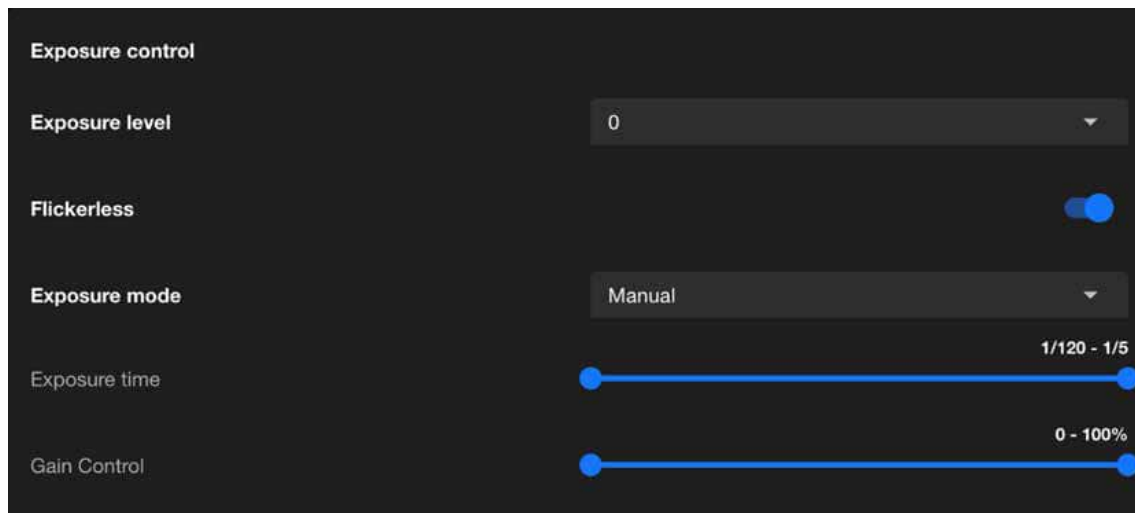 Exposure control
Exposure level 0
Flickerless
Exposure mode Manual
1/120 - 1/5
Exposure time
0 - 100%
Gain Control